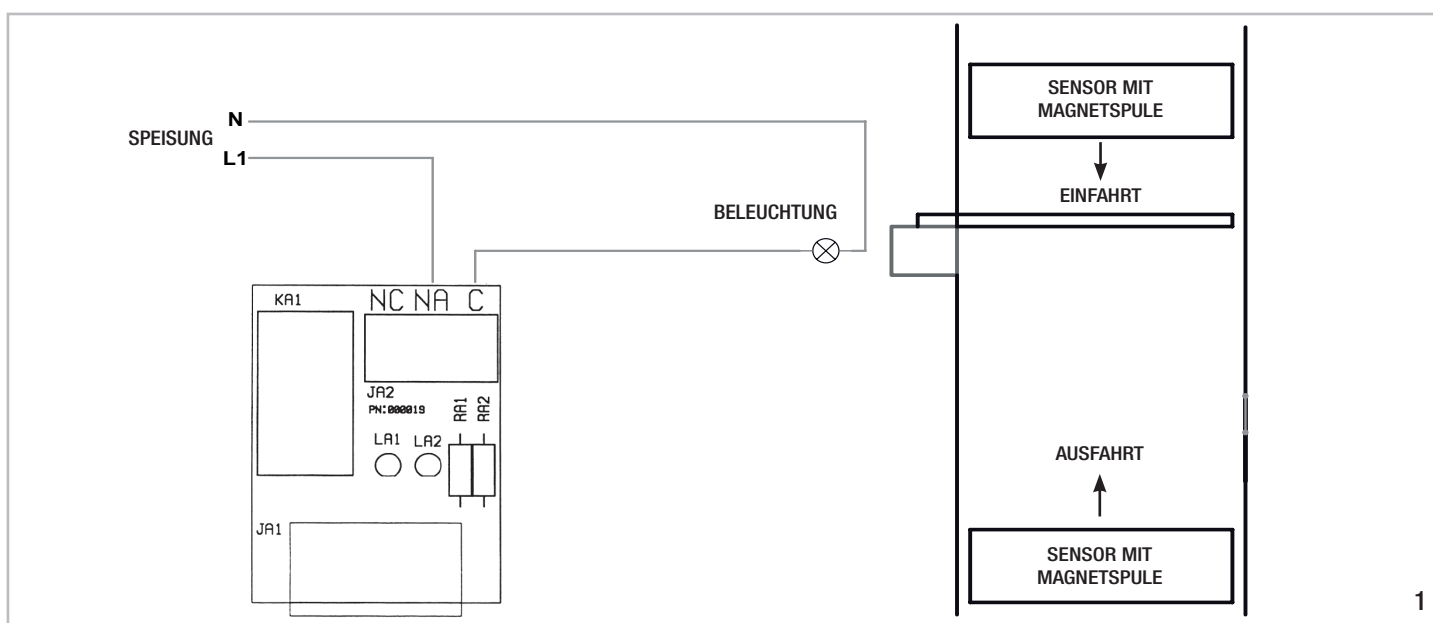 SPEISUNG
N
L1
BELEUCHTUNG
KA1
NC NA C
JA2
PN:000019
RA1
RA2
LA1 LA2
JA1
SENSOR MIT
MAGNETSPULE
EINFAHRT
AUSFAHRT
SENSOR MIT
MAGNETSPULE
1